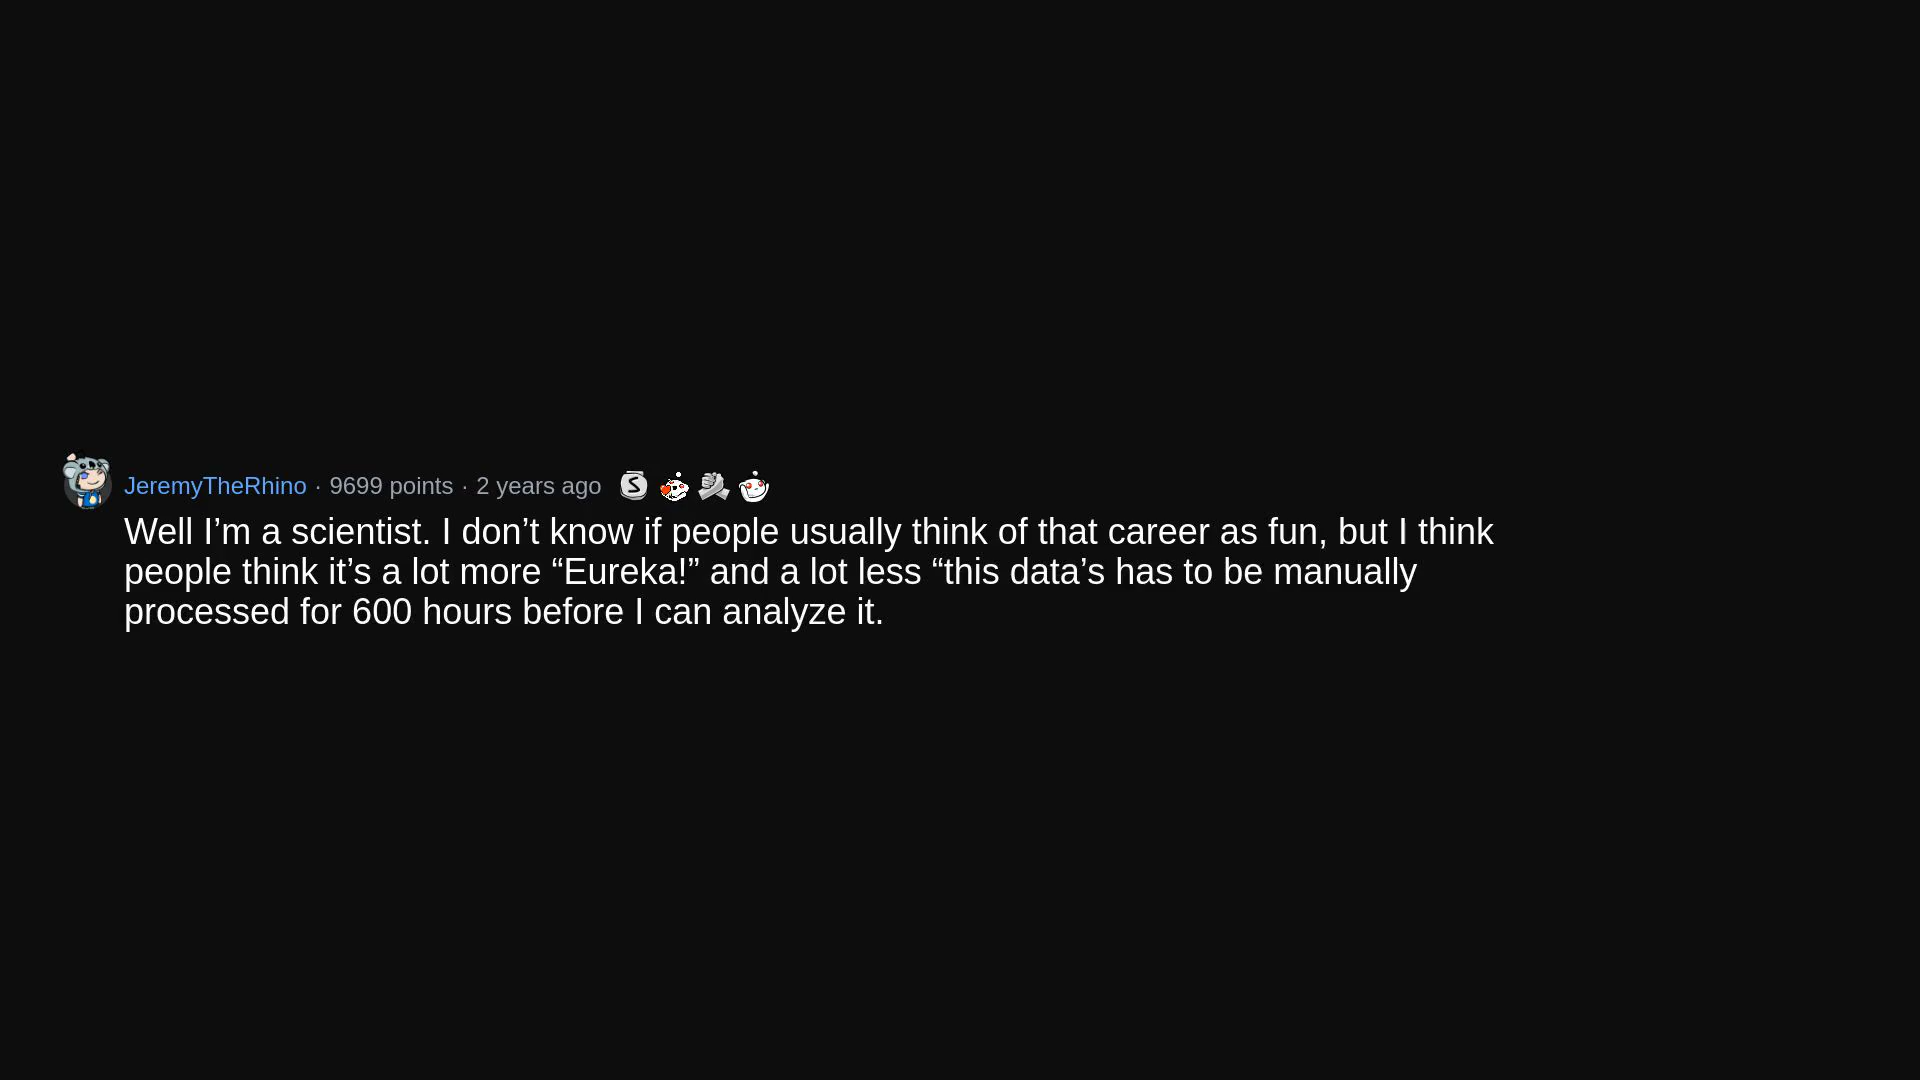 JeremyTheRhino · 9699 points · 2 years ago
Well I’m a scientist. I don’t know if people usually think of that career as fun, but I think
people think it’s a lot more “Eureka!” and a lot less “this data’s has to be manually
processed for 600 hours before I can analyze it.